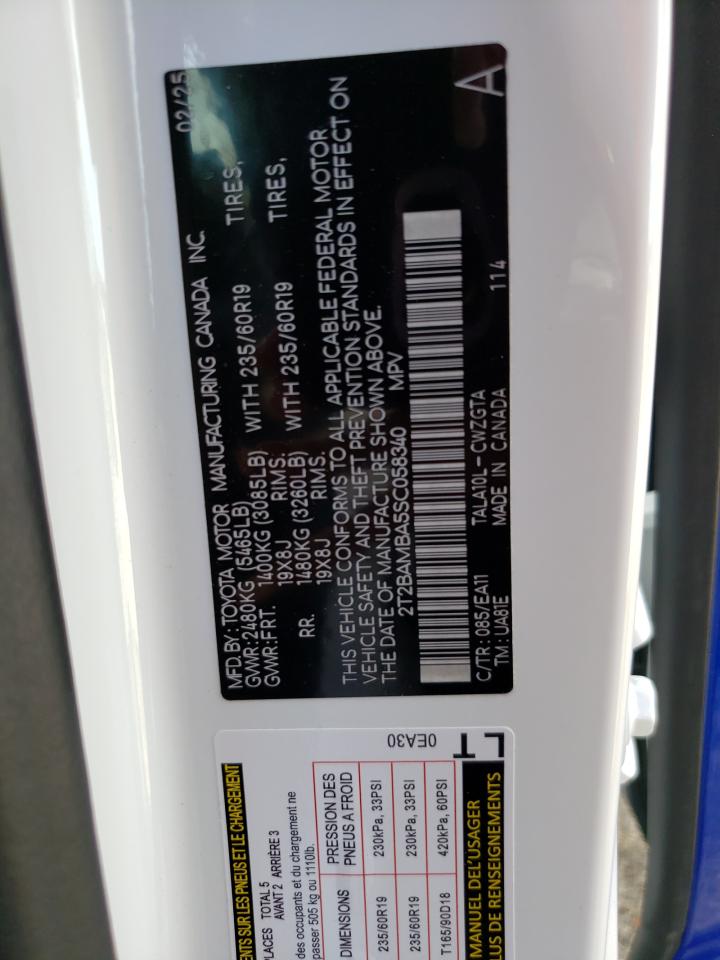 MFD.BY: TOYOTA MOTOR MANUFACTURING CANADA INC. 02/25
GVWR:2480KG (5465LB)
GWR:FRT. 1400KG (3085LB) WITH 235/60R19 TIRES,
19X8J RIMS.
RR. 1480KG (3260LB) WITH 235/60R19 TIRES,
19X8J RIMS.
THIS VEHICLE CONFORMS TO ALL APPLICABLE FEDERAL MOTOR
VEHICLE SAFETY AND THEFT PREVENTION STANDARDS IN EFFECT ON
THE DATE OF MANUFACTURE SHOWN ABOVE.
2T2BAMBA5SC058340 MPV
C/TR: 085/EA11 TALA10L-CWZGTA 114 A
TM: UA81E MADE IN CANADA
ENTS SUR LES PNEUS ET LE CHARGEMENT
PLACES TOTAL 5
AVANT 2 ARRIÈRE 3
des occupants et du chargement ne
passer 505 kg ou 1110lb.
DIMENSIONS PRESSION DES PNEUS A FROID
235/60R19 230kPa, 33PSI
235/60R19 230kPa, 33PSI
T165/90D18 420kPa, 60PSI
MANUEL DE L'USAGER
LUS DE RENSEIGNEMENTS
0EA30